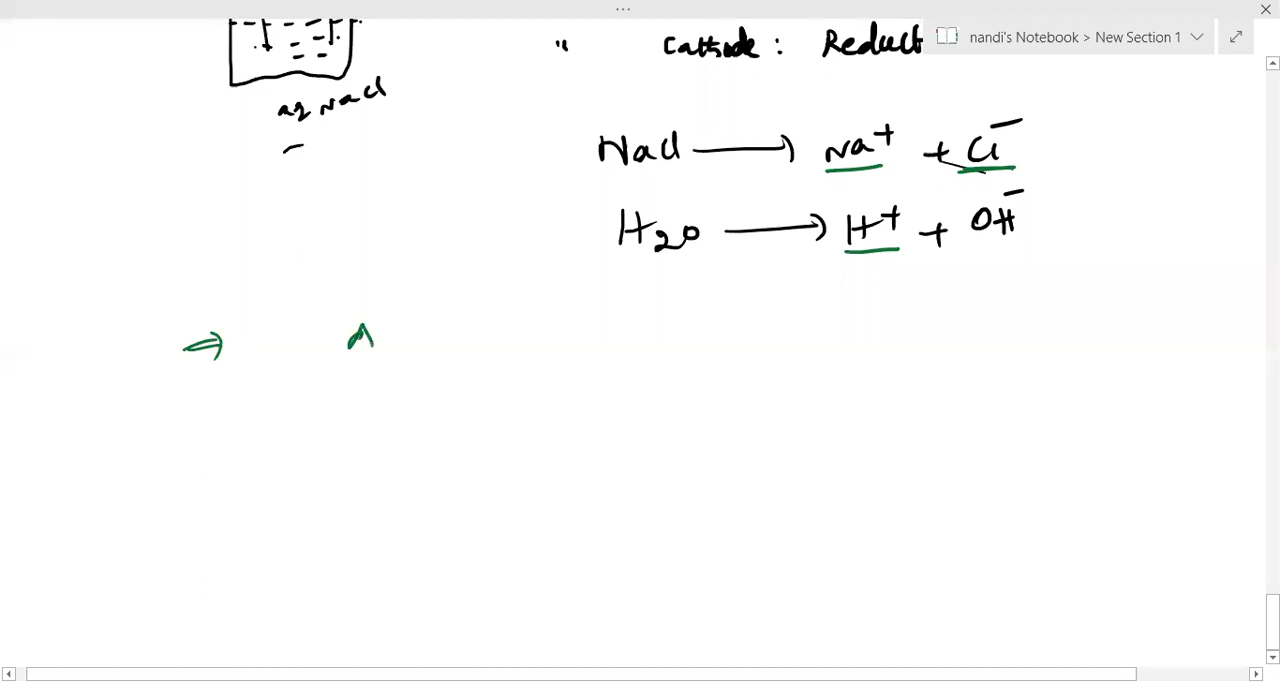 nandi's Notebook > New Section 1
" Cathode : Reduct
aq NaCl
NaCl → Na+ + Cl-
H2O → H+ + OH-
⇒ A